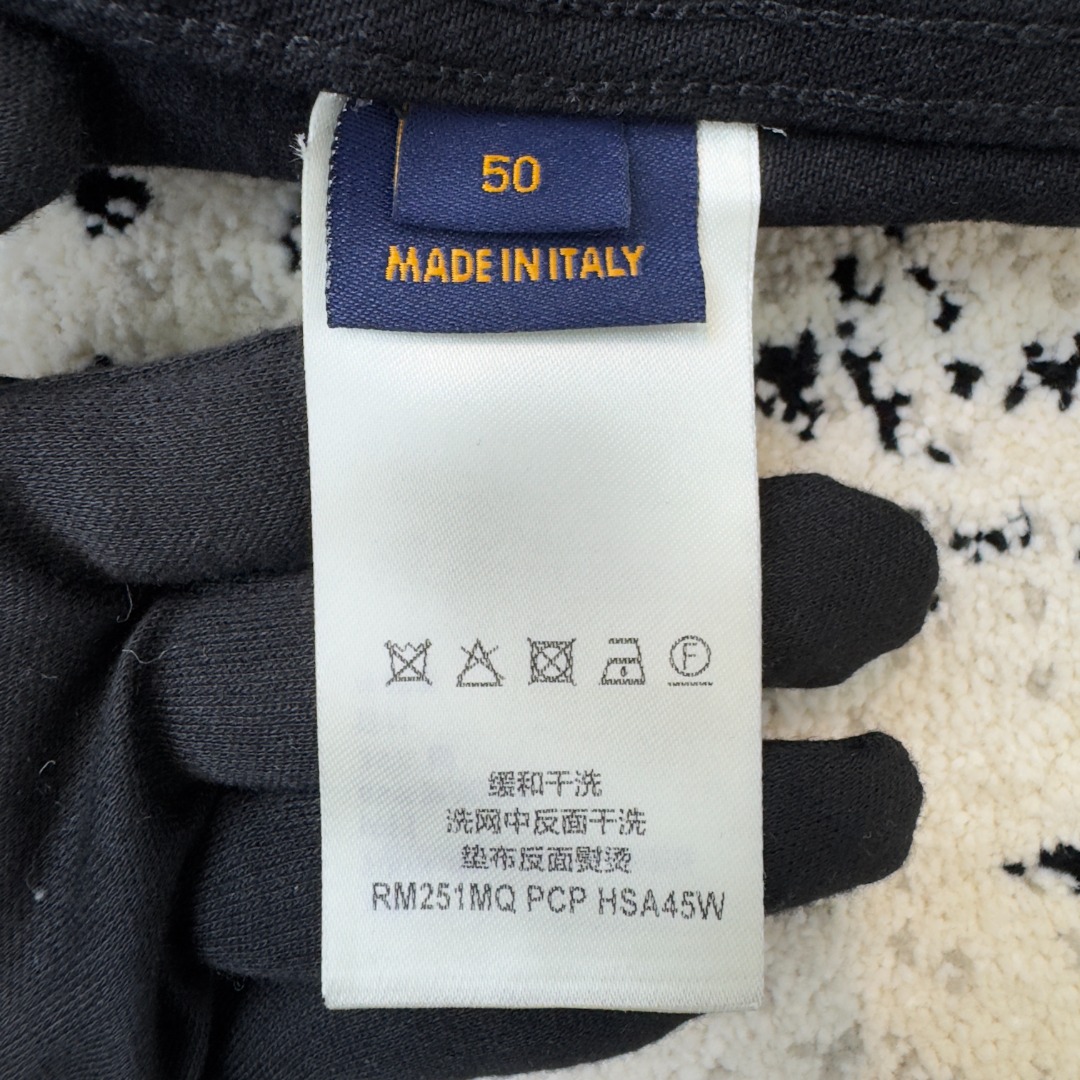 50
MADE IN ITALY
F
缓和干洗
洗网中反面干洗
垫布反面熨烫
RM251MQ PCP HSA45W